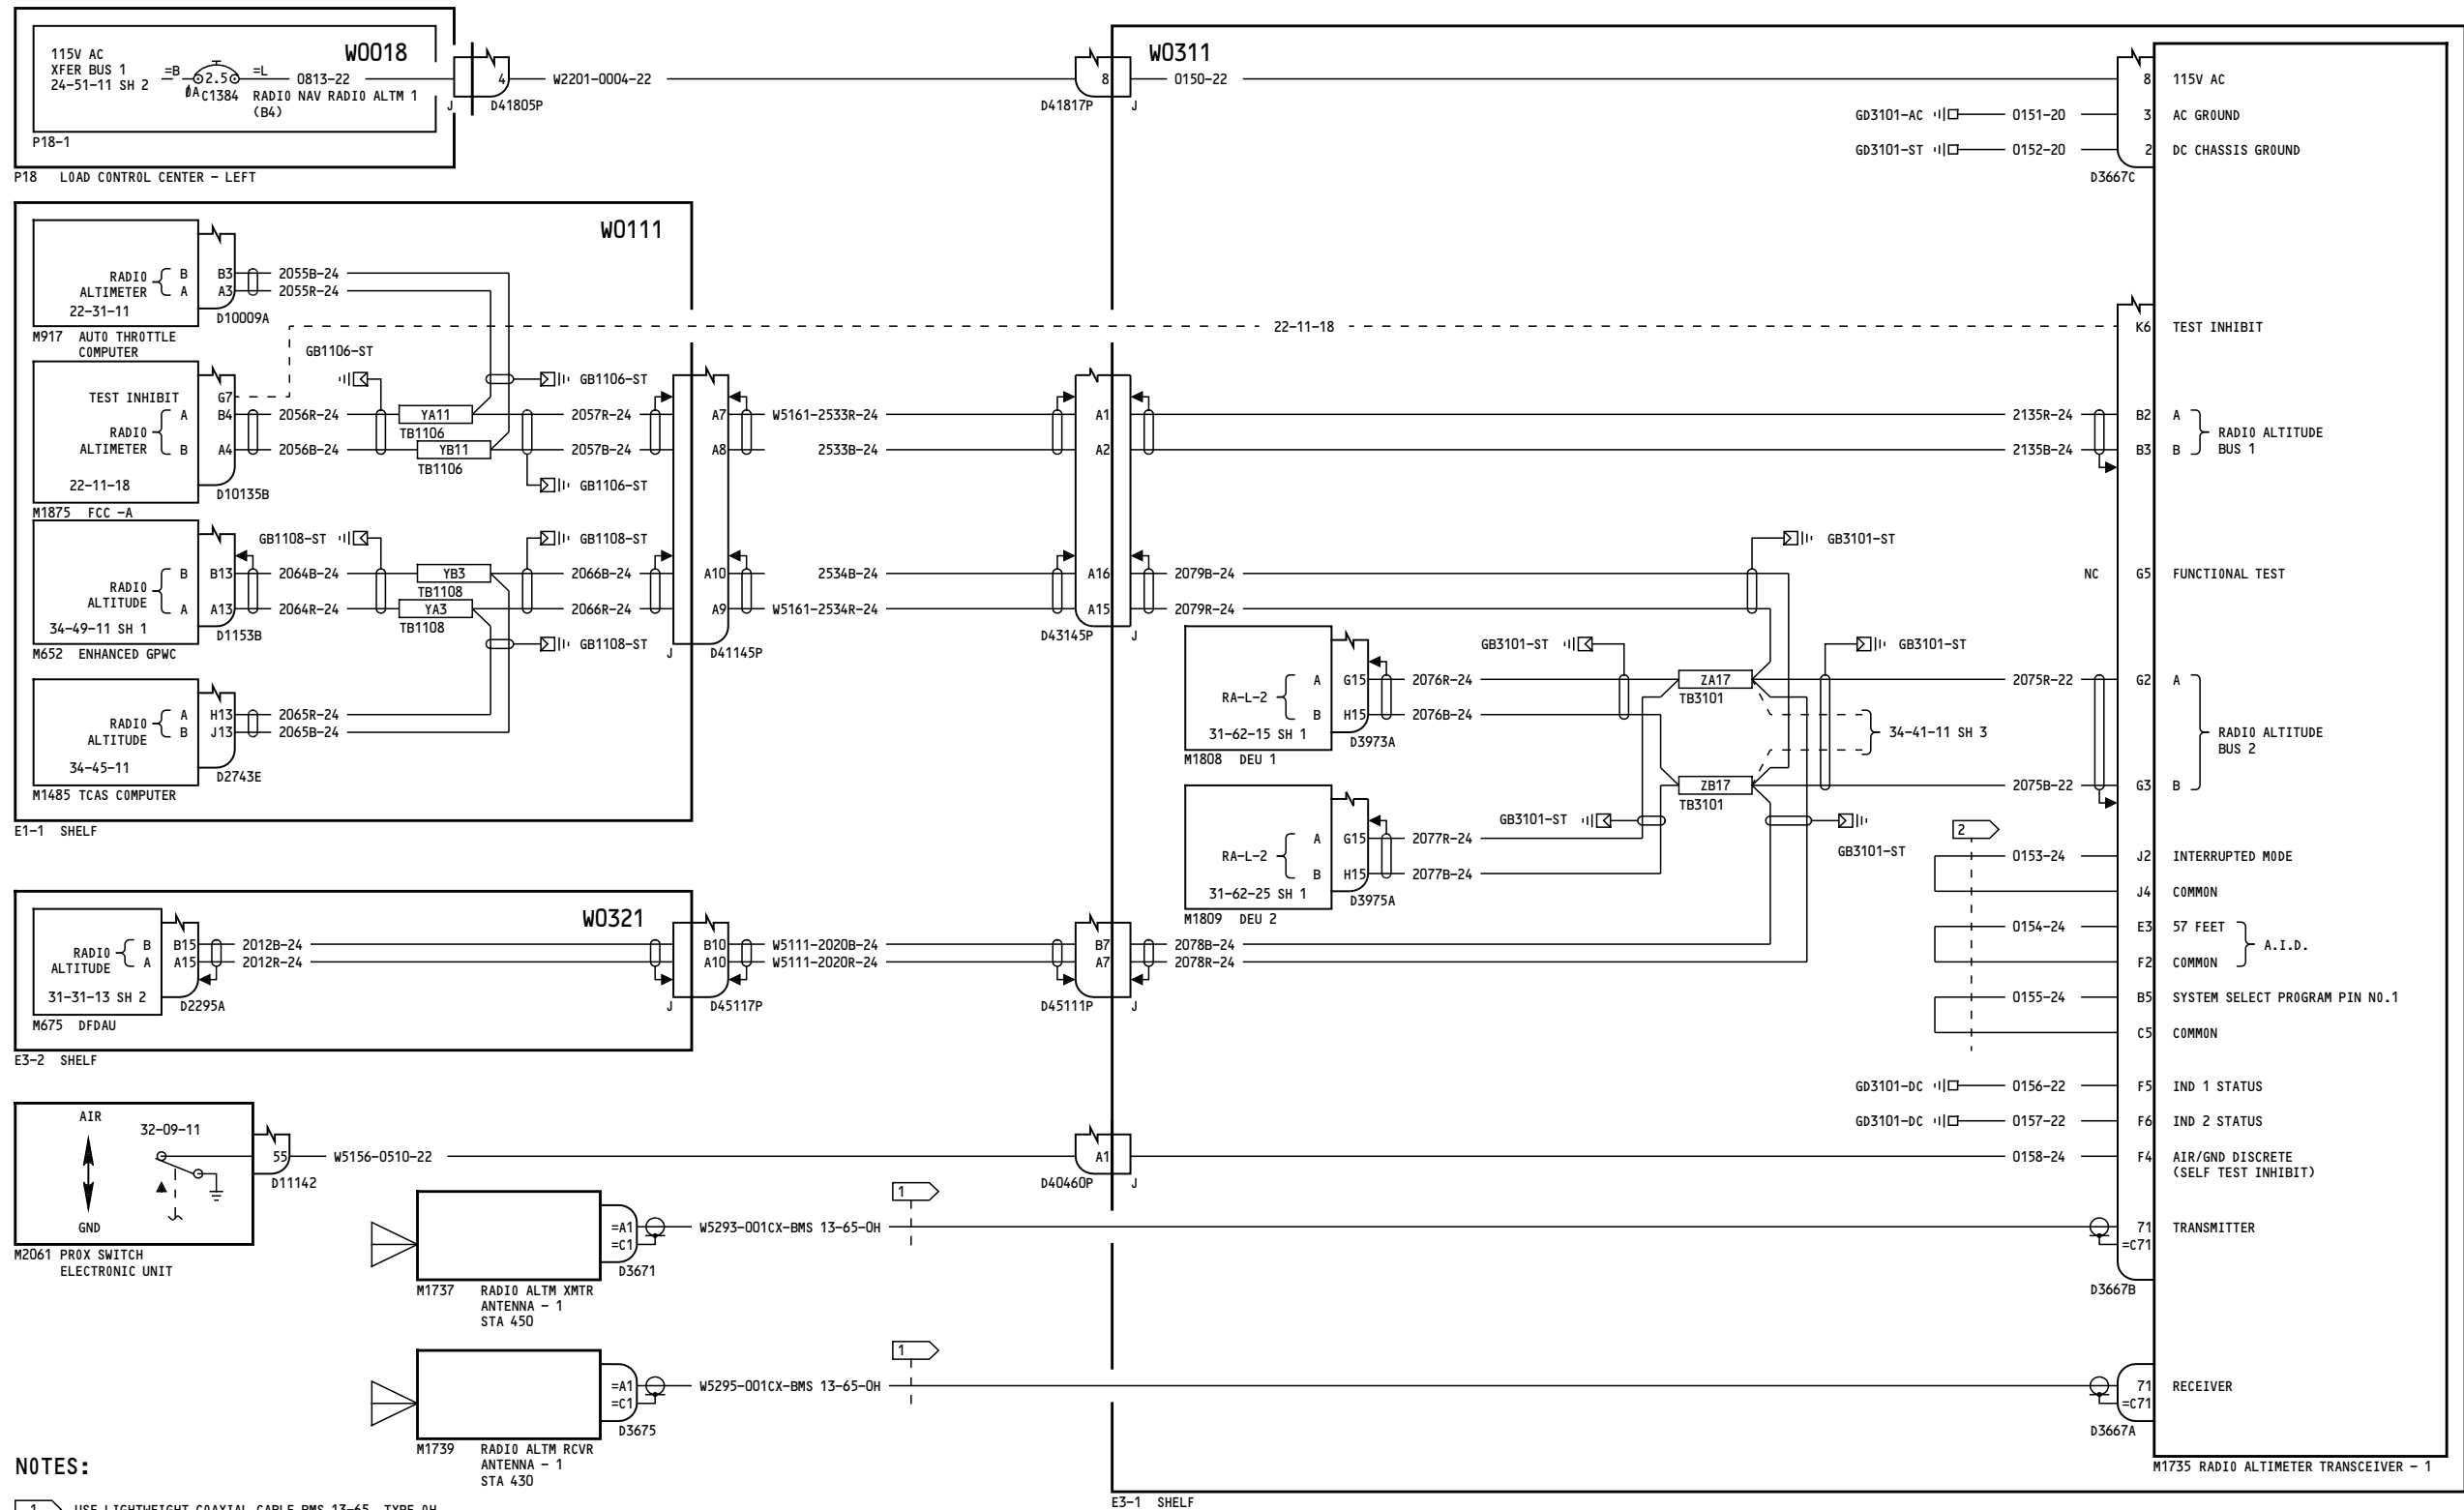 W0018
115V AC
XFER BUS 1
24-51-11 SH 2
=B
2.5
=L
0813-22
C1384
RADIO NAV RADIO ALTM 1
(B4)
P18-1
P18 LOAD CONTROL CENTER - LEFT
J
4
D41805P
W2201-0004-22
8
D41817P
J
W0311
0150-22
8 115V AC
GD3101-AC 0151-20 3 AC GROUND
GD3101-ST 0152-20 2 DC CHASSIS GROUND
D3667C
W0111
RADIO
ALTIMETER
B B3 2055B-24
A A3 2055R-24
22-31-11
D10009A
M917 AUTO THROTTLE
COMPUTER
22-11-18
K6 TEST INHIBIT
GB1106-ST
GB1106-ST
TEST INHIBIT G7
RADIO
ALTIMETER
A B4 2056R-24 YA11 2057R-24 A7 W5161-2533R-24 A1 2135R-24 B2 A
TB1106
B A4 2056B-24 YB11 2057B-24 A8 2533B-24 A2 2135B-24 B3 B
TB1106
RADIO ALTITUDE
BUS 1
22-11-18
GB1106-ST
D10135B
M1875 FCC -A
GB1108-ST
GB1108-ST
GB3101-ST
RADIO
ALTITUDE
B B13 2064B-24 YB3 2066B-24 A10 2534B-24 A16 2079B-24
TB1108
A A13 2064R-24 YA3 2066R-24 A9 W5161-2534R-24 A15 2079R-24
TB1108
NC G5 FUNCTIONAL TEST
34-49-11 SH 1
D1153B
M652 ENHANCED GPWC
GB1108-ST
J
D41145P
D43145P
J
RADIO
ALTITUDE
A H13 2065R-24
B J13 2065B-24
34-45-11
D2743E
M1485 TCAS COMPUTER
E1-1 SHELF
GB3101-ST
GB3101-ST
RA-L-2
A G15 2076R-24 ZA17 2075R-22 G2 A
TB3101
B H15 2076B-24
34-41-11 SH 3
RADIO ALTITUDE
BUS 2
31-62-15 SH 1
D3973A
M1808 DEU 1
ZB17 2075B-22 G3 B
TB3101
GB3101-ST
GB3101-ST
RA-L-2
A G15 2077R-24
B H15 2077B-24
31-62-25 SH 1
D3975A
M1809 DEU 2
2
0153-24 J2 INTERRUPTED MODE
J4 COMMON
0154-24 E3 57 FEET
F2 COMMON
A.I.D.
0155-24 B5 SYSTEM SELECT PROGRAM PIN NO.1
C5 COMMON
W0321
RADIO
ALTITUDE
B B15 2012B-24 B10 W5111-2020B-24 B7 2078B-24
A A15 2012R-24 A10 W5111-2020R-24 A7 2078R-24
31-31-13 SH 2
D2295A
J
D45117P
D45111P
J
M675 DFDAU
E3-2 SHELF
GD3101-DC 0156-22 F5 IND 1 STATUS
GD3101-DC 0157-22 F6 IND 2 STATUS
AIR
32-09-11
GND
55 W5156-0510-22 A1 0158-24 F4 AIR/GND DISCRETE
(SELF TEST INHIBIT)
D11142
D40460P
J
M2061 PROX SWITCH
ELECTRONIC UNIT
1
=A1 W5293-001CX-BMS 13-65-0H 71 TRANSMITTER
=C1 =C71
D3671
D3667B
M1737 RADIO ALTM XMTR
ANTENNA - 1
STA 450
1
=A1 W5295-001CX-BMS 13-65-0H 71 RECEIVER
=C1 =C71
D3675
D3667A
M1739 RADIO ALTM RCVR
ANTENNA - 1
STA 430
M1735 RADIO ALTIMETER TRANSCEIVER - 1
E3-1 SHELF
NOTES:
1 USE LIGHTWEIGHT COAXIAL CABLE BMS 13-65, TYPE 0H